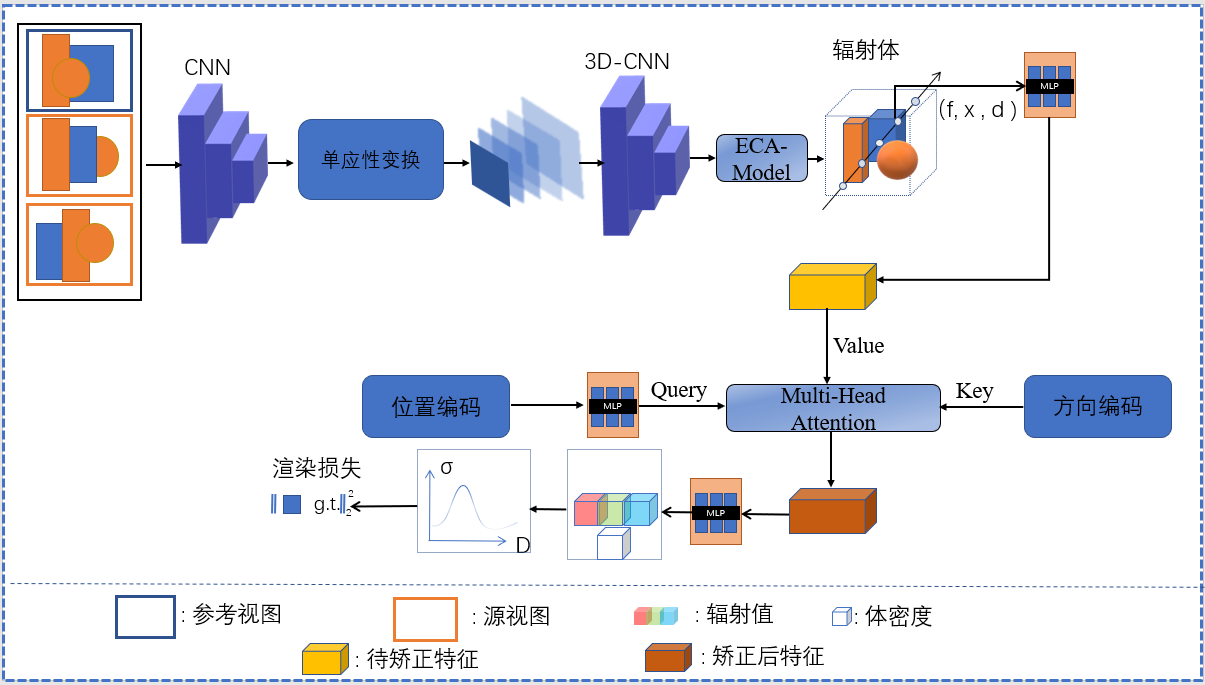 CNN
3D-CNN
辐射体
单应性变换
ECA-
Model
(f, x , d )
MLP
Value
位置编码
MLP
Query
Multi-Head
Attention
Key
方向编码
渲染损失
g.t.
2
2
σ
D
MLP
: 参考视图
: 源视图
: 辐射值
: 体密度
: 待矫正特征
: 矫正后特征